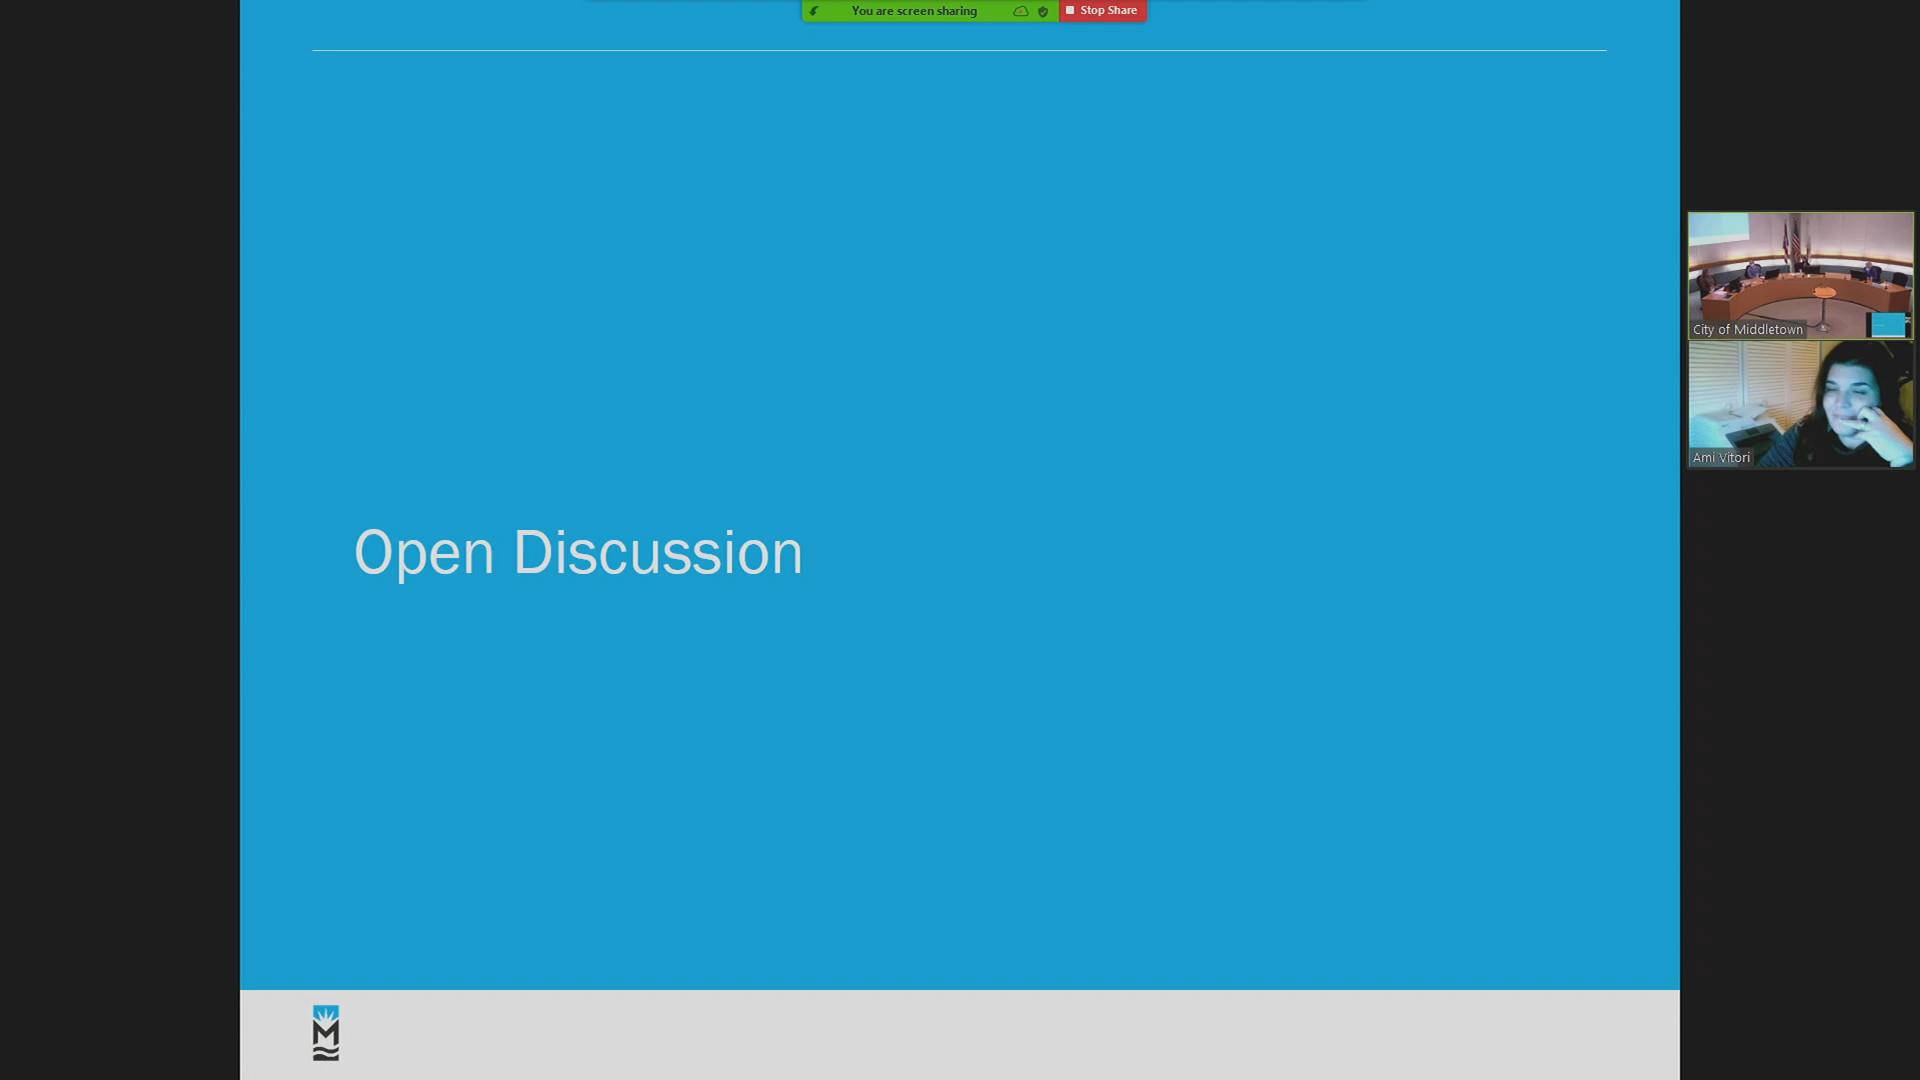 You are screen sharing
Stop Share
City of Middletown
Ami Vitori
Open Discussion
M